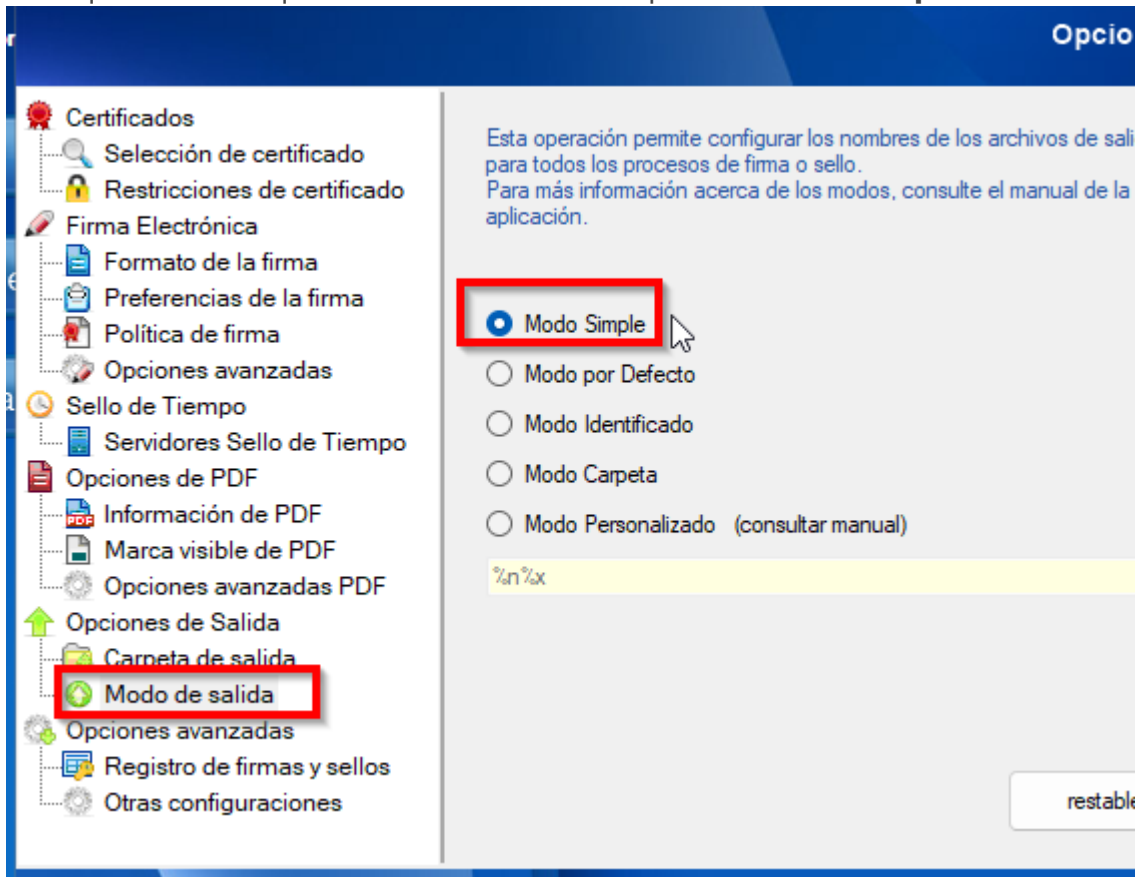 Opcio
Certificados
Selección de certificado
Restricciones de certificado
Firma Electrónica
Formato de la firma
Preferencias de la firma
Política de firma
Opciones avanzadas
Sello de Tiempo
Servidores Sello de Tiempo
Opciones de PDF
Información de PDF
Marca visible de PDF
Opciones avanzadas PDF
Opciones de Salida
Carpeta de salida
Modo de salida
Opciones avanzadas
Registro de firmas y sellos
Otras configuraciones
Esta operación permite configurar los nombres de los archivos de sali
para todos los procesos de firma o sello.
Para más información acerca de los modos, consulte el manual de la
aplicación.
Modo Simple
Modo por Defecto
Modo Identificado
Modo Carpeta
Modo Personalizado (consultar manual)
%n%x
restable